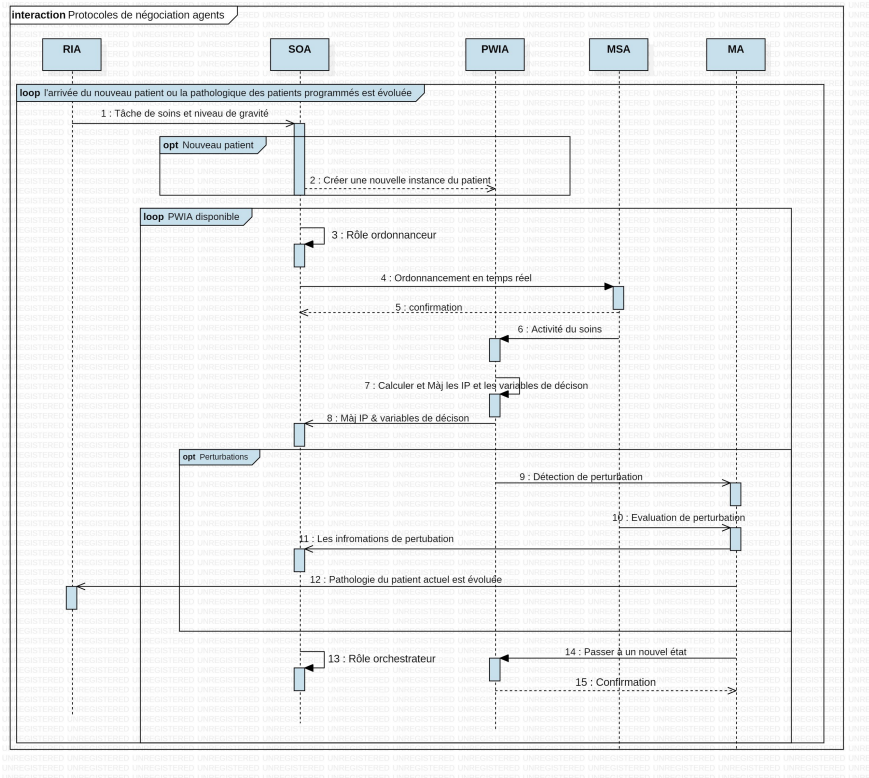 interaction Protocoles de négociation agents
RIA
SOA
PWIA
MSA
MA
loop l'arrivée du nouveau patient ou la pathologique des patients programmés est évoluée
1 : Tâche de soins et niveau de gravité
opt Nouveau patient
2 : Créer une nouvelle instance du patient
loop PWIA disponible
3 : Rôle ordonnanceur
4 : Ordonnancement en temps réel
5 : confirmation
6 : Activité du soins
7 : Calculer et Màj les IP et les variables de décison
8 : Màj IP & variables de décison
opt Perturbations
9 : Détection de perturbation
10 : Evaluation de perturbation
11 : Les infromations de pertubation
12 : Pathologie du patient actuel est évoluée
13 : Rôle orchestrateur
14 : Passer à un nouvel état
15 : Confirmation
UNREGISTERED